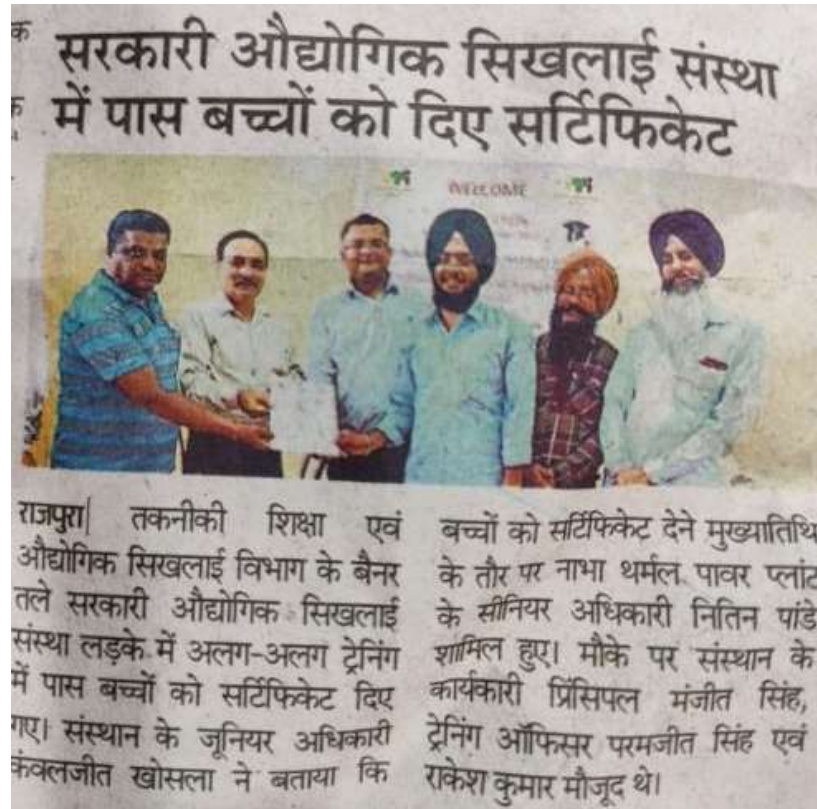 क
सरकारी औद्योगिक सिखलाई संस्था
क
में पास बच्चों को दिए सर्टिफिकेट
WELCOME
राजपुरा| तकनीकी शिक्षा एवं
औद्योगिक सिखलाई विभाग के बैनर
तले सरकारी औद्योगिक सिखलाई
संस्था लड़के में अलग-अलग ट्रेनिंग
में पास बच्चों को सर्टिफिकेट दिए
गए। संस्थान के जूनियर अधिकारी
कंवलजीत खोसला ने बताया कि
बच्चों को सर्टिफिकेट देने मुख्यातिथि
के तौर पर नाभा थर्मल पावर प्लांट
के सीनियर अधिकारी नितिन पांडे
शामिल हुए। मौके पर संस्थान के
कार्यकारी प्रिंसिपल मंजीत सिंह,
ट्रेनिंग ऑफिसर परमजीत सिंह एवं
राकेश कुमार मौजूद थे।